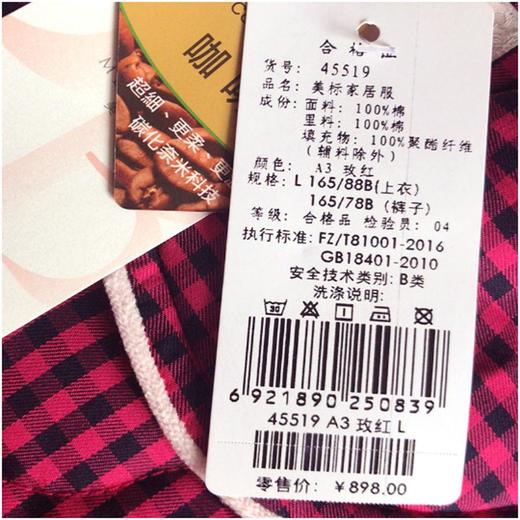 咖
超細、更柔、更
碳化奈米科技
合格证
货号: 45519
品名: 美标家居服
成份: 面料: 100%棉
里料: 100%棉
填充物: 100%聚酯纤维
(辅料除外)
颜色: A3 玫红
规格: L 165/88B(上衣)
165/78B (裤子)
等级: 合格品 检验员: 04
执行标准: FZ/T81001-2016
GB18401-2010
安全技术类别: B类
洗涤说明:
30
6 921890 250839
45519 A3 玫红 L
零售价: ￥898.00